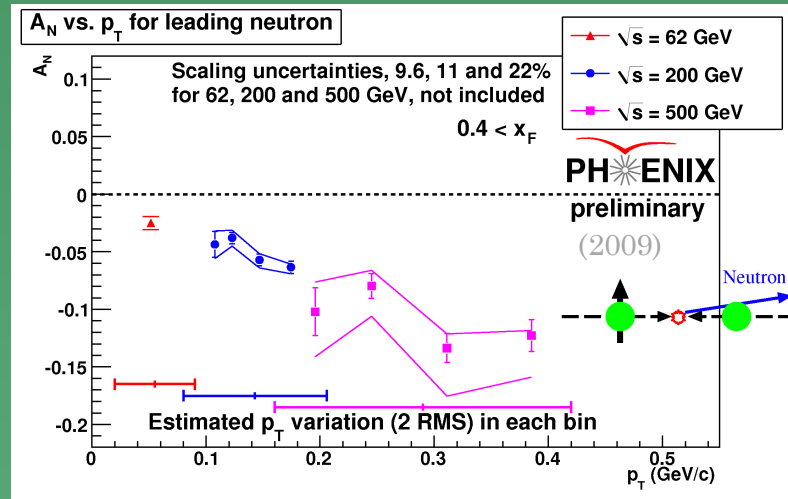 A_N vs. p_T for leading neutron
√s = 62 GeV
√s = 200 GeV
√s = 500 GeV
A_N
Scaling uncertainties, 9.6, 11 and 22%
for 62, 200 and 500 GeV, not included
0.4 < x_F
PHENIX
preliminary
(2009)
Neutron
0.1
0.05
0
-0.05
-0.1
-0.15
-0.2
Estimated p_T variation (2 RMS) in each bin
0 0.1 0.2 0.3 0.4 0.5
p_T (GeV/c)